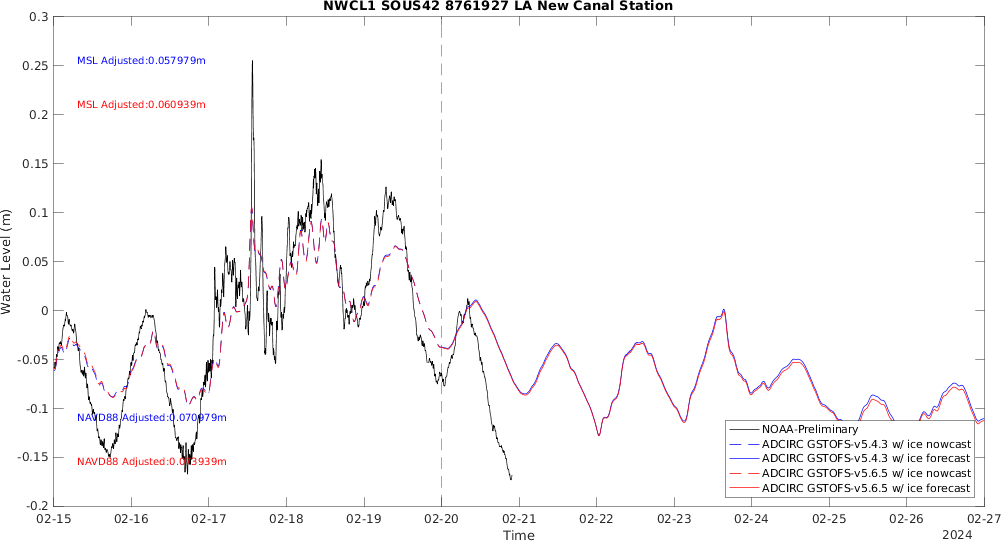 NWCL1 SOUS42 8761927 LA New Canal Station
0.3
0.25
0.2
0.15
0.1
0.05
0
-0.05
-0.1
-0.15
-0.2
Water Level (m)
MSL Adjusted:0.057979m
MSL Adjusted:0.060939m
NAVD88 Adjusted:0.070979m
NAVD88 Adjusted:0.073939m
NOAA-Preliminary
ADCIRC GSTOFS-v5.4.3 w/ ice nowcast
ADCIRC GSTOFS-v5.4.3 w/ ice forecast
ADCIRC GSTOFS-v5.6.5 w/ ice nowcast
ADCIRC GSTOFS-v5.6.5 w/ ice forecast
02-15 02-16 02-17 02-18 02-19 02-20 02-21 02-22 02-23 02-24 02-25 02-26 02-27
Time
2024